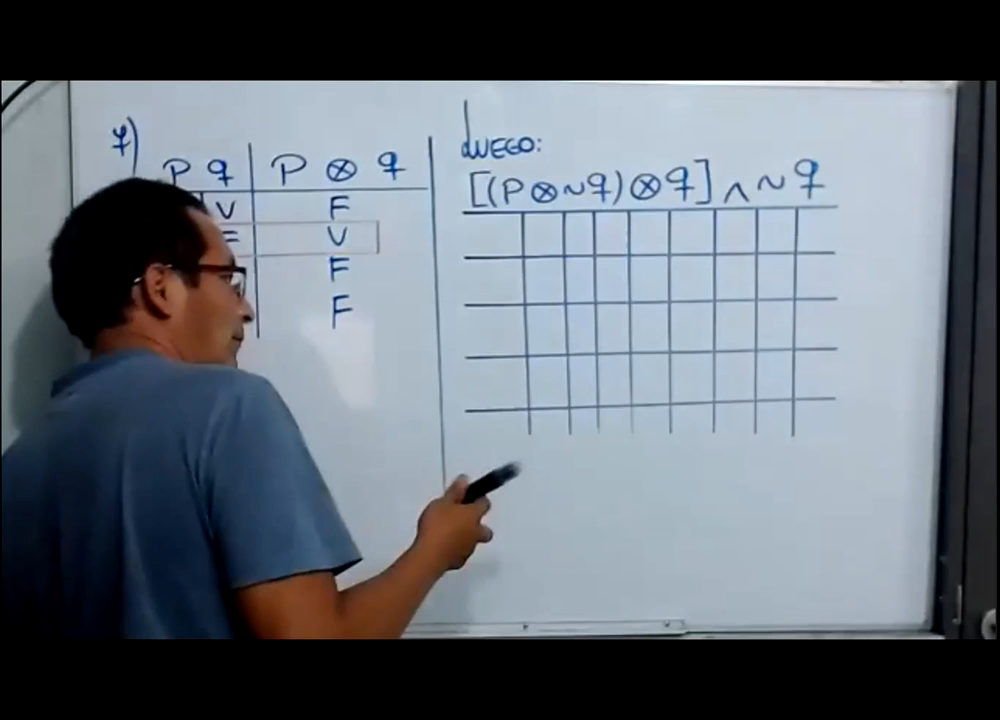 7)
P q P ⊗ q
V F
F V
F
F
LUEGO:
[(P ⊗ ~q) ⊗ q] ∧ ~q